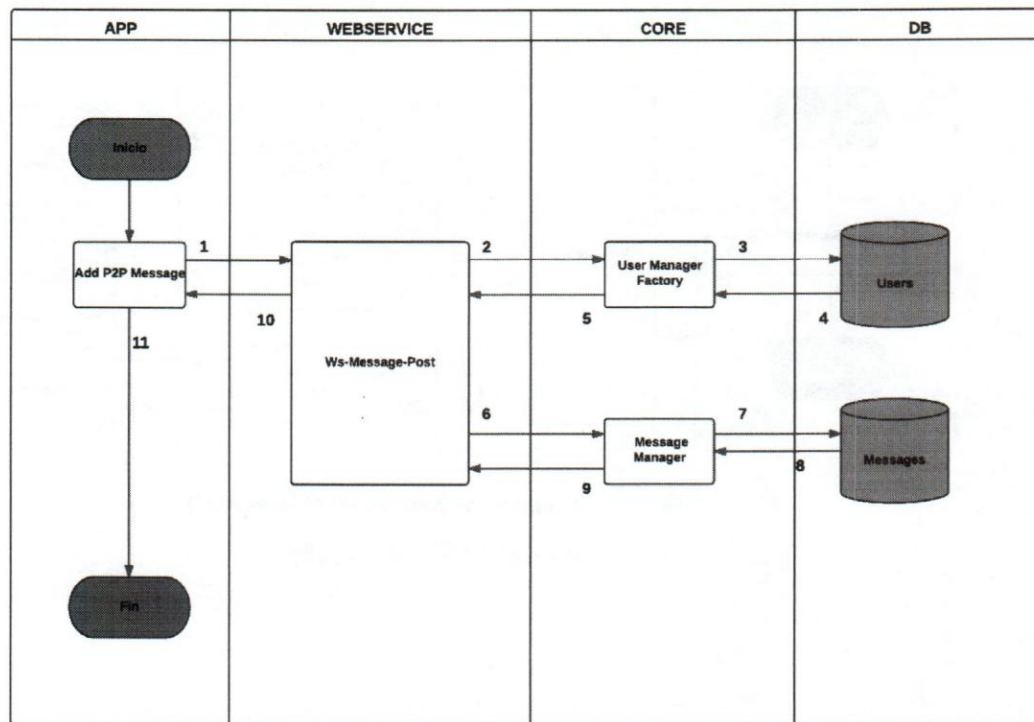 APP
WEBSERVICE
CORE
DB
Inicio
Add P2P Message
1
2
3
User Manager
Factory
Users
10
5
4
11
Ws-Message-Post
6
7
Message
Manager
Messages
9
8
Fin